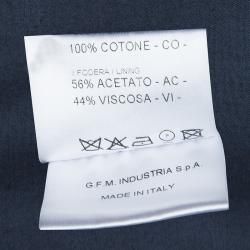 100% COTONE - CO -
FODERA / LINING
56% ACETATO - AC -
44% VISCOSA - VI -
G.F.M. INDUSTRIA S.p.A.
MADE IN ITALY